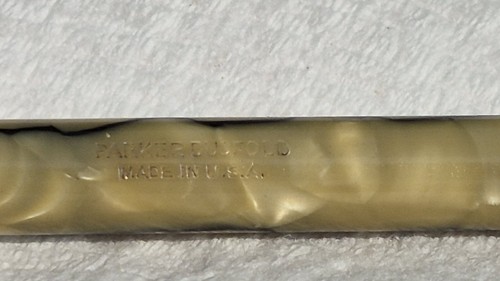 PARKER DUOFOLD
MADE IN U.S.A.